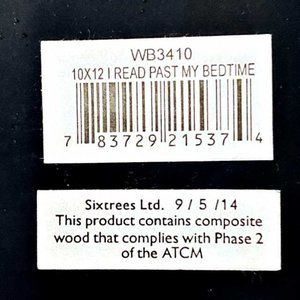 WB3410
10X12 I READ PAST MY BEDTIME
7 83729 21537 4
Sixtrees Ltd. 9 / 5 /14
This product contains composite
wood that complies with Phase 2
of the ATCM